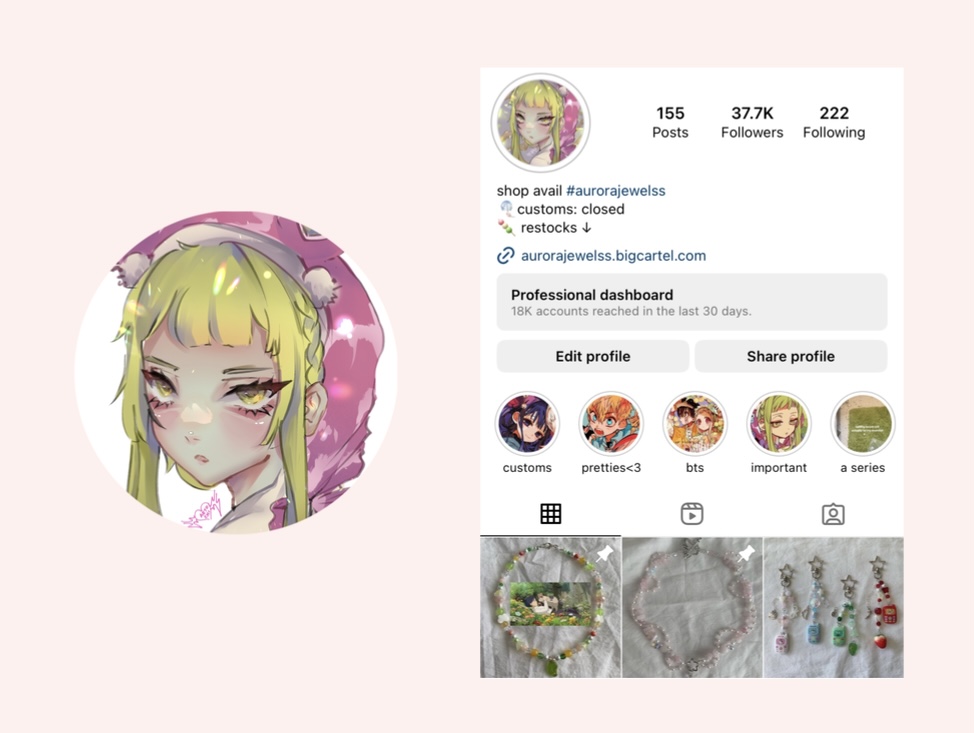 155
Posts
37.7K
Followers
222
Following
shop avail #aurorajewelss
customs: closed
restocks ↓
aurorajewelss.bigcartel.com
Professional dashboard
18K accounts reached in the last 30 days.
Edit profile
Share profile
customs
pretties<3
bts
important
a series